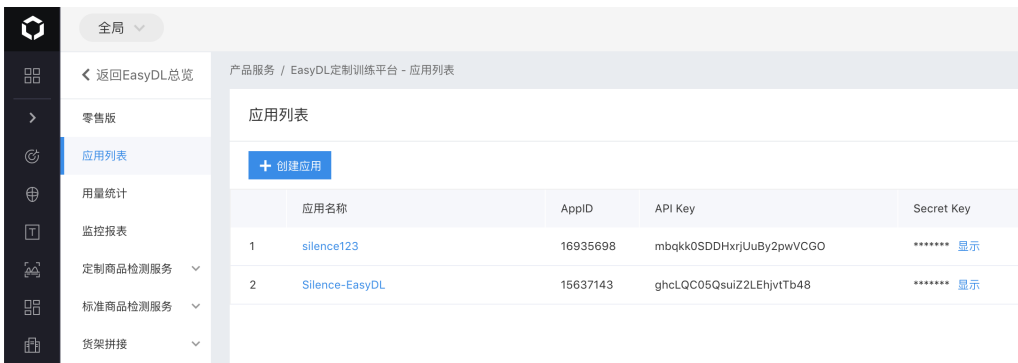 全局
返回EasyDL总览
产品服务 / EasyDL定制训练平台 - 应用列表
零售版
应用列表
用量统计
监控报表
定制商品检测服务
标准商品检测服务
货架拼接
应用列表
创建应用
应用名称 AppID API Key Secret Key
1 silence123 16935698 mbqkk0SDDHxrjUuBy2pwVCGO ******* 显示
2 Silence-EasyDL 15637143 ghcLQC05QsuiZ2LEhjvtTb48 ******* 显示